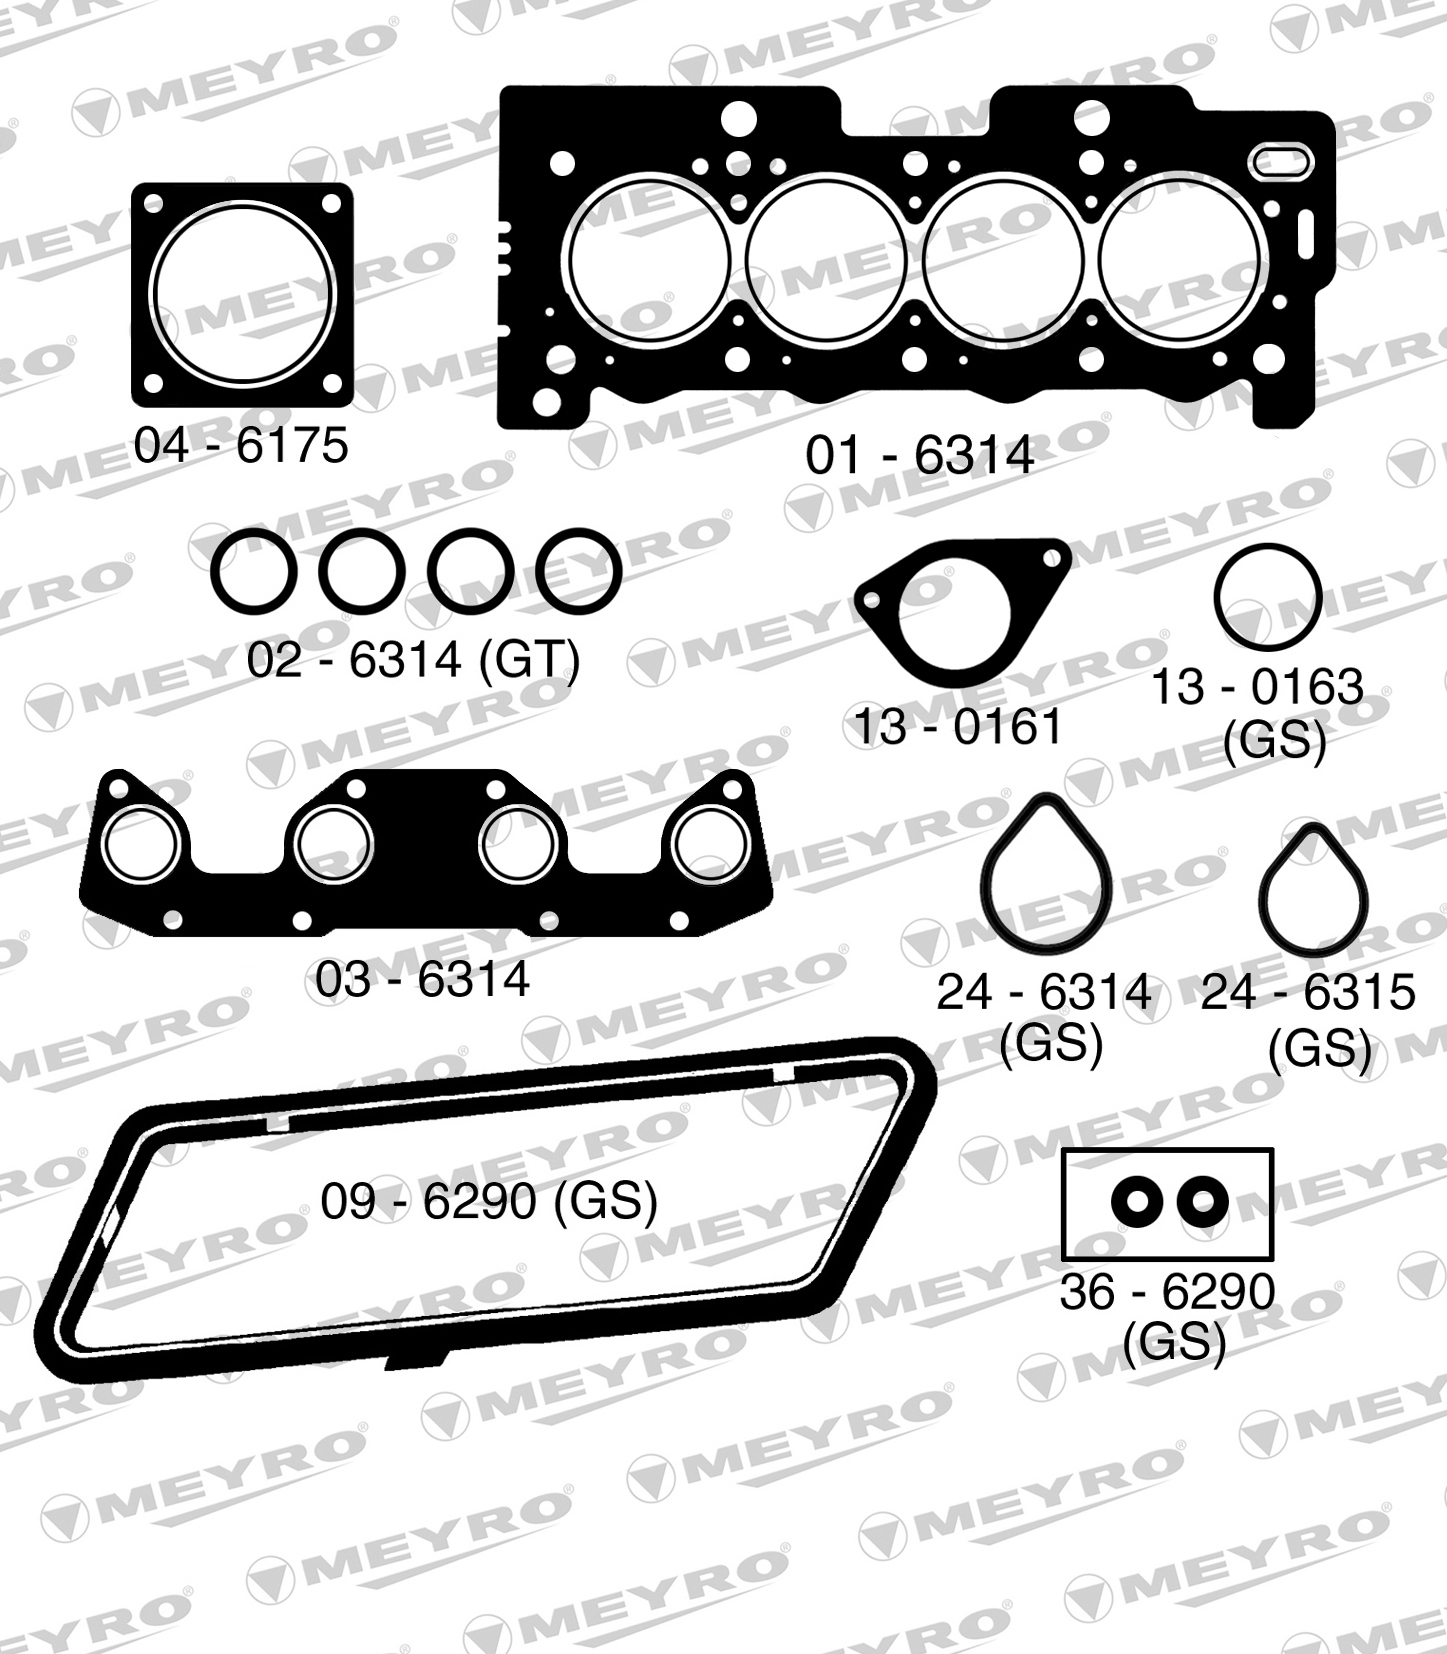 MEYRO®
04 - 6175
01 - 6314
02 - 6314 (GT)
13 - 0161
13 - 0163
(GS)
03 - 6314
24 - 6314
(GS)
24 - 6315
(GS)
09 - 6290 (GS)
36 - 6290
(GS)